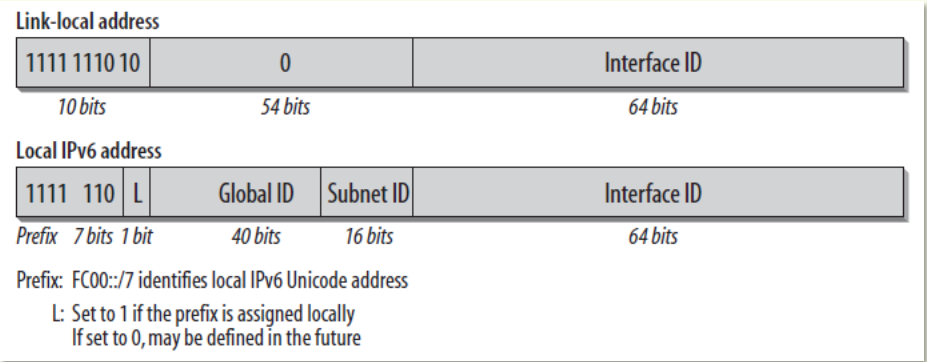 Link-local address
1111 1110 10 0 Interface ID
10 bits 54 bits 64 bits
Local IPv6 address
1111 110 L Global ID Subnet ID Interface ID
Prefix 7 bits 1 bit 40 bits 16 bits 64 bits
Prefix: FC00::/7 identifies local IPv6 Unicode address
L: Set to 1 if the prefix is assigned locally
If set to 0, may be defined in the future